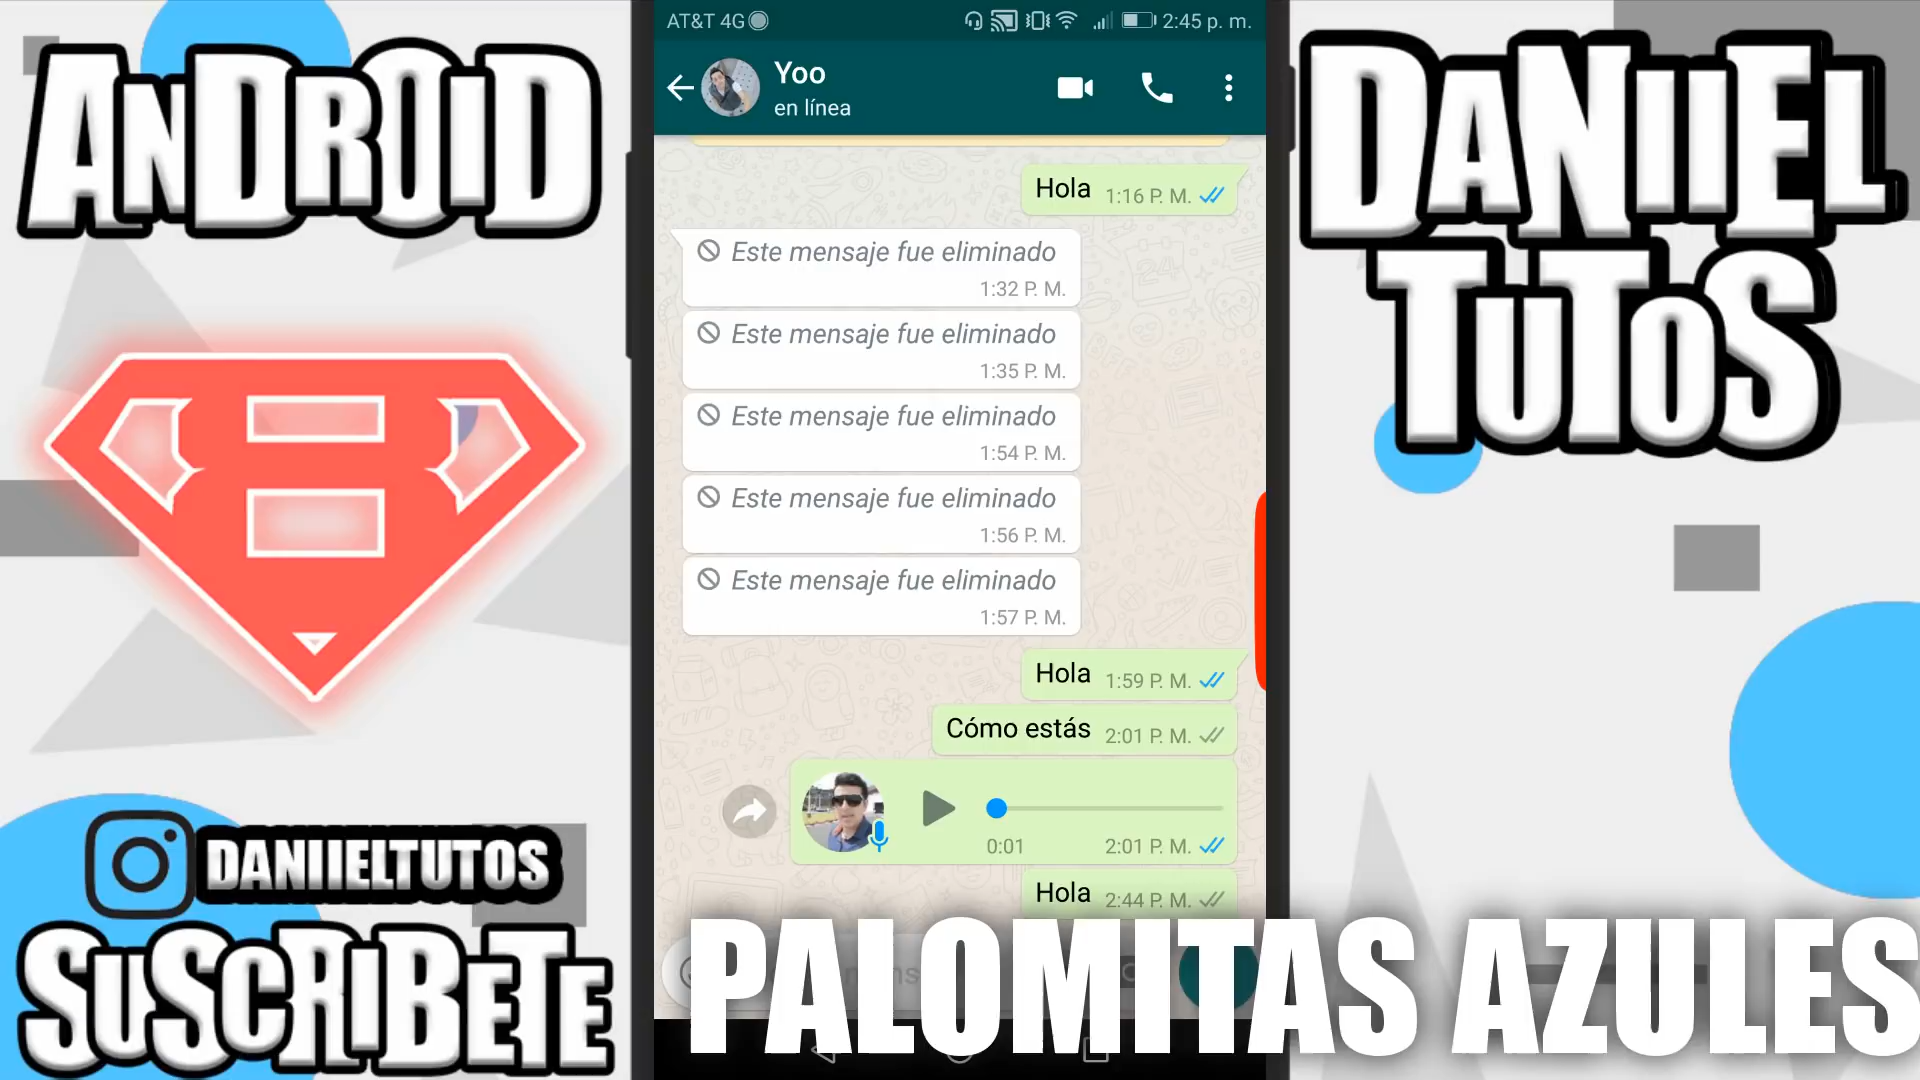 ANDROID
DANIIEL
TUTOS
DANIIELTUTOS
SUSCRIBETE
AT&T 4G
2:45 p. m.
Yoo
en línea
Hola 1:16 P. M.
Este mensaje fue eliminado
1:32 P. M.
Este mensaje fue eliminado
1:35 P. M.
Este mensaje fue eliminado
1:54 P. M.
Este mensaje fue eliminado
1:56 P. M.
Este mensaje fue eliminado
1:57 P. M.
Hola 1:59 P. M.
Cómo estás 2:01 P. M.
0:01 2:01 P. M.
Hola 2:44 P. M.
PALOMITAS AZULES